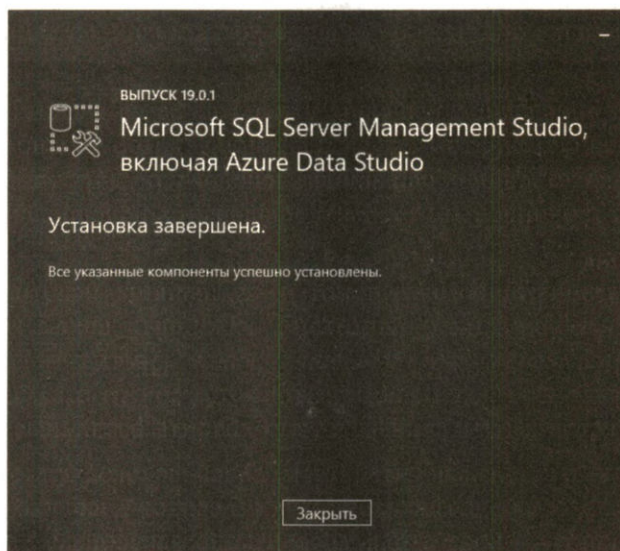 ВЫПУСК 19.0.1
Microsoft SQL Server Management Studio,
включая Azure Data Studio
Установка завершена.
Все указанные компоненты успешно установлены.
Закрыть